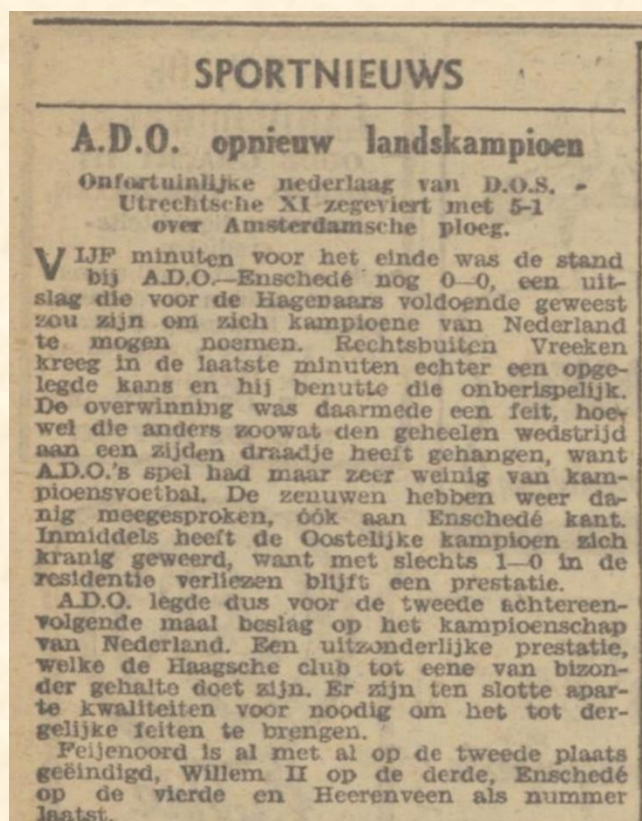 SPORTNIEUWS
A.D.O. opnieuw landskampioen
Onfortuinlijke nederlaag van D.O.S. -
Utrechtsche XI zegeviert met 5-1
over Amsterdamsche ploeg.
VIJF minuten voor het einde was de stand
bij A.D.O.—Enschedé nog 0—0, een uit-
slag die voor de Hagenaars voldoende geweest
zou zijn om zich kampioene van Nederland
te mogen noemen. Rechtsbuiten Vreeken
kreeg in de laatste minuten echter een opge-
legde kans en hij benutte die onberispelijk.
De overwinning was daarmede een feit, hoe-
wel die anders zoowat den geheelen wedstrijd
aan een zijden draadje heeft gehangen, want
A.D.O.'s spel had maar zeer weinig van kam-
pioensvoetbal. De zenuwen hebben weer da-
nig meegesproken, óók aan Enschedé kant.
Inmiddels heeft de Oostelijke kampioen zich
kranig geweerd, want met slechts 1—0 in de
residentie verliezen blijft een prestatie.
A.D.O. legde dus voor de tweede achtereen-
volgende maal beslag op het kampioenschap
van Nederland. Een uitzonderlijke prestatie,
welke de Haagsche club tot eene van bizon-
der gehalte doet zijn. Er zijn ten slotte apar-
te kwaliteiten voor noodig om het tot der-
gelijke feiten te brengen.
Feijenoord is al met al op de tweede plaats
geëindigd, Willem II op de derde, Enschedé
op de vierde en Heerenveen als nummer
laatst.